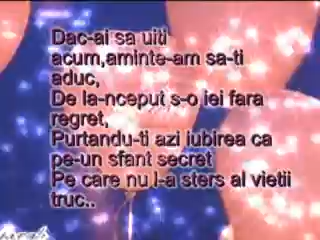 Dac-ai sa uiti
acum,aminte-am sa-ti
aduc,
De la-nceput s-o iei fara
regret,
Purtandu-ti azi iubirea ca
pe-un sfant secret
Pe care nu l-a sters al vietii
truc..